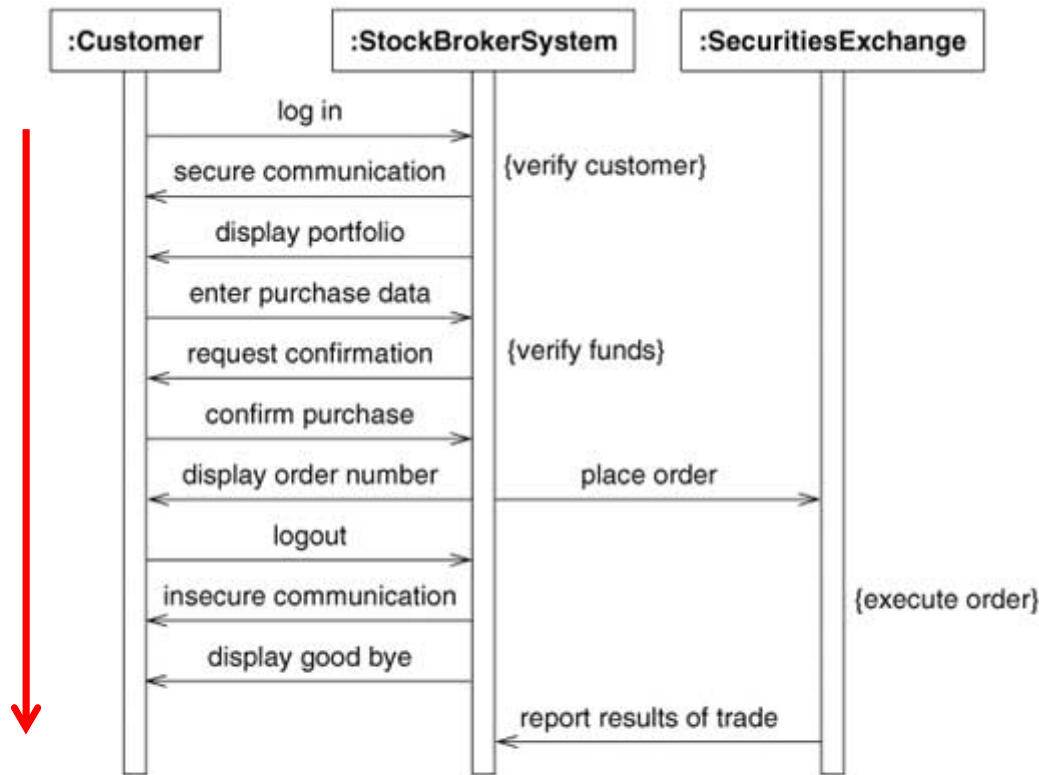 :Customer
:StockBrokerSystem
:SecuritiesExchange
log in
{verify customer}
secure communication
display portfolio
enter purchase data
request confirmation
{verify funds}
confirm purchase
display order number
place order
logout
insecure communication
{execute order}
display good bye
report results of trade